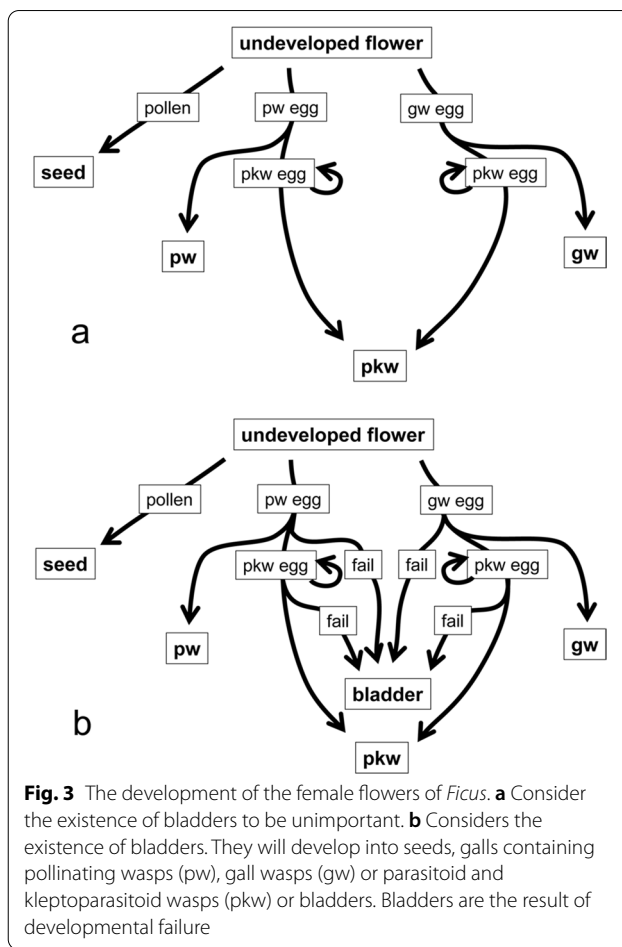 undeveloped flower
pollen
pw egg
gw egg
seed
pkw egg
pkw egg
pw
gw
a
pkw
undeveloped flower
pollen
pw egg
gw egg
seed
pkw egg
fail
fail
pkw egg
fail
fail
pw
gw
bladder
b
pkw
Fig. 3 The development of the female flowers of Ficus. a Consider
the existence of bladders to be unimportant. b Considers the
existence of bladders. They will develop into seeds, galls containing
pollinating wasps (pw), gall wasps (gw) or parasitoid and
kleptoparasitoid wasps (pkw) or bladders. Bladders are the result of
developmental failure